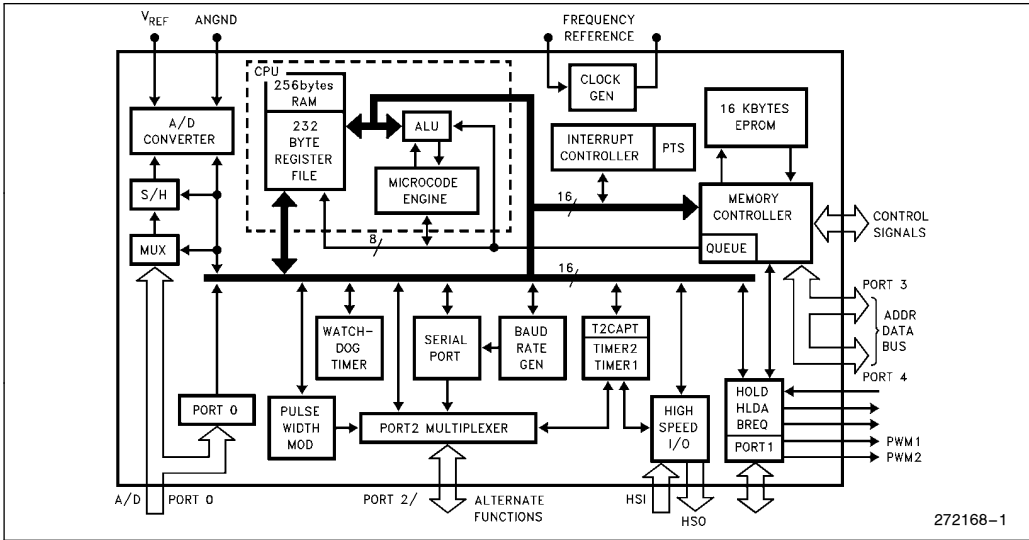 VREF
ANGND
FREQUENCY
REFERENCE
CPU
256bytes
RAM
232
BYTE
REGISTER
FILE
ALU
MICROCODE
ENGINE
CLOCK
GEN
16 KBYTES
EPROM
A/D
CONVERTER
INTERRUPT
CONTROLLER
PTS
S/H
MUX
MEMORY
CONTROLLER
QUEUE
CONTROL
SIGNALS
16
8
16
PORT 3
ADDR
DATA
BUS
PORT 4
WATCH-
DOG
TIMER
SERIAL
PORT
BAUD
RATE
GEN
T2CAPT
TIMER2
TIMER1
PORT 0
PULSE
WIDTH
MOD
PORT2 MULTIPLEXER
HIGH
SPEED
I/O
HOLD
HLDA
BREQ
PORT1
PWM1
PWM2
A/D
PORT 0
PORT 2/
ALTERNATE
FUNCTIONS
HSI
HSO
272168-1